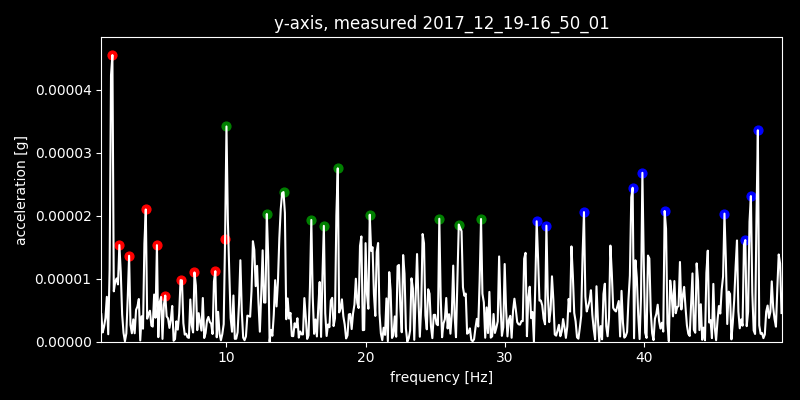 y-axis, measured 2017_12_19-16_50_01
0.00004
0.00003
0.00002
0.00001
0.00000
acceleration [g]
10 20 30 40
frequency [Hz]